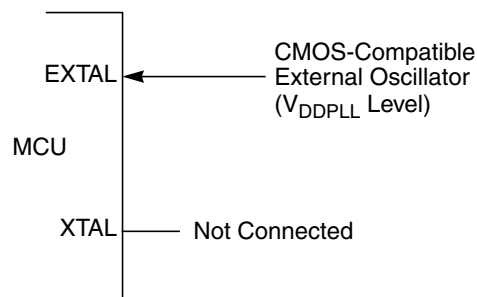 CMOS-Compatible
EXTAL External Oscillator
(VDDPLL Level)
MCU
XTAL Not Connected